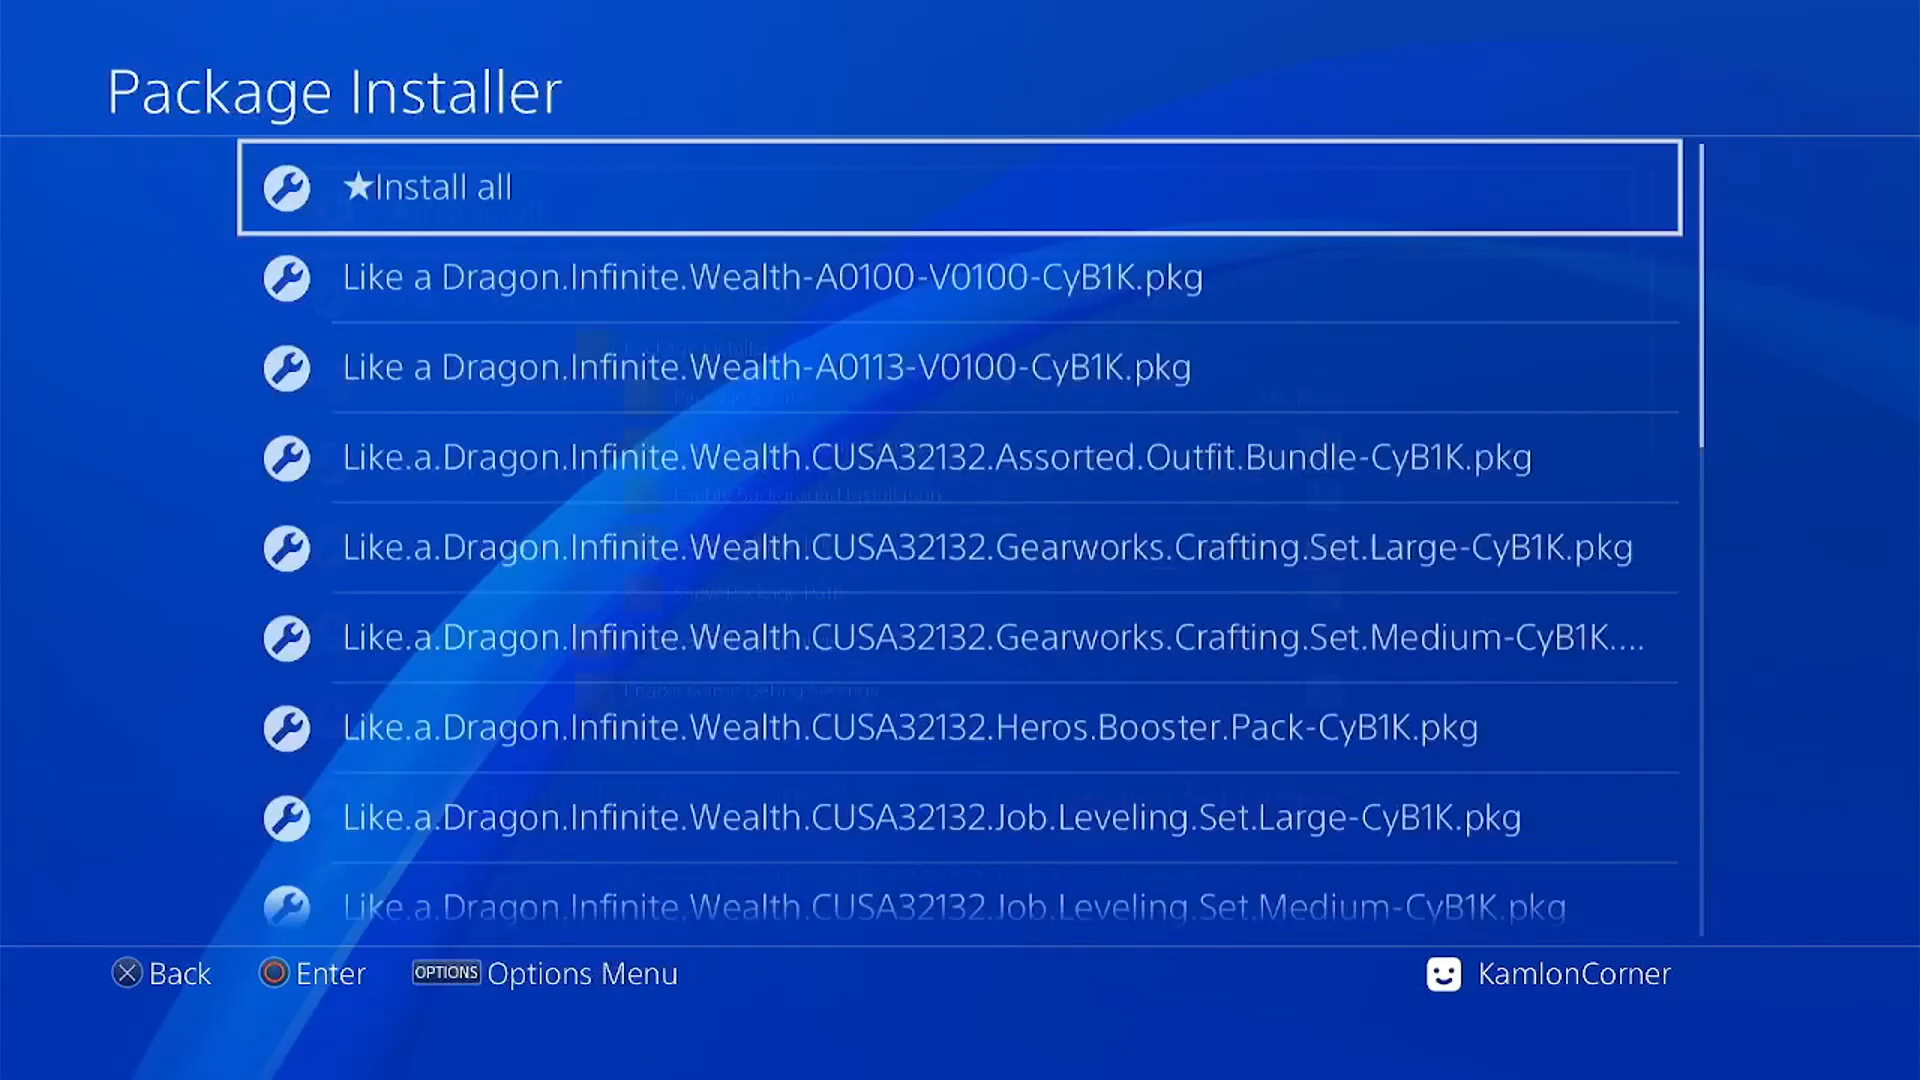 Package Installer
★Install all
Like a Dragon.Infinite.Wealth-A0100-V0100-CyB1K.pkg
Like a Dragon.Infinite.Wealth-A0113-V0100-CyB1K.pkg
Like.a.Dragon.Infinite.Wealth.CUSA32132.Assorted.Outfit.Bundle-CyB1K.pkg
Like.a.Dragon.Infinite.Wealth.CUSA32132.Gearworks.Crafting.Set.Large-CyB1K.pkg
Like.a.Dragon.Infinite.Wealth.CUSA32132.Gearworks.Crafting.Set.Medium-CyB1K....
Like.a.Dragon.Infinite.Wealth.CUSA32132.Heros.Booster.Pack-CyB1K.pkg
Like.a.Dragon.Infinite.Wealth.CUSA32132.Job.Leveling.Set.Large-CyB1K.pkg
Like.a.Dragon.Infinite.Wealth.CUSA32132.Job.Leveling.Set.Medium-CyB1K.pkg
Back Enter OPTIONS Options Menu KamlonCorner